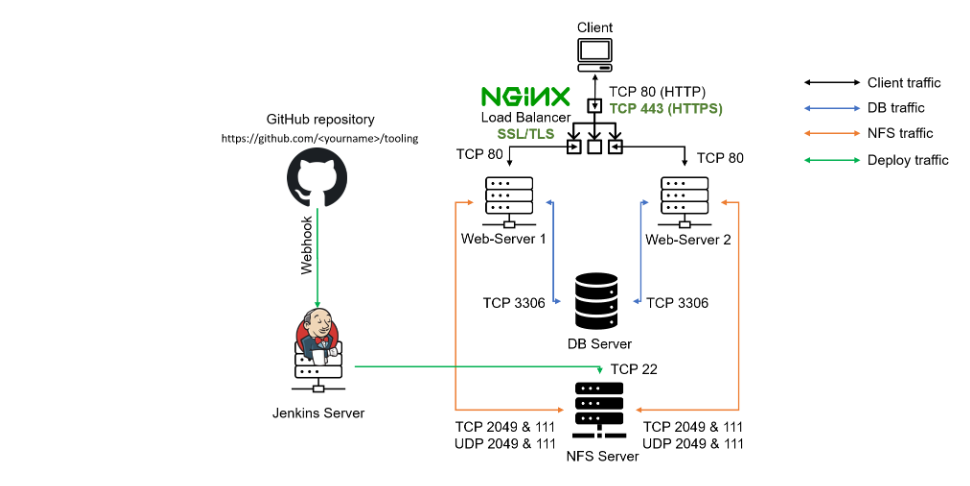 Client
NGINX
Load Balancer
SSL/TLS
TCP 80 (HTTP)
TCP 443 (HTTPS)
Client traffic
DB traffic
NFS traffic
Deploy traffic
GitHub repository
https://github.com/<yourname>/tooling
Webhook
Jenkins Server
TCP 80
TCP 80
Web-Server 1
Web-Server 2
TCP 3306
TCP 3306
DB Server
TCP 22
TCP 2049 & 111
UDP 2049 & 111
TCP 2049 & 111
UDP 2049 & 111
NFS Server